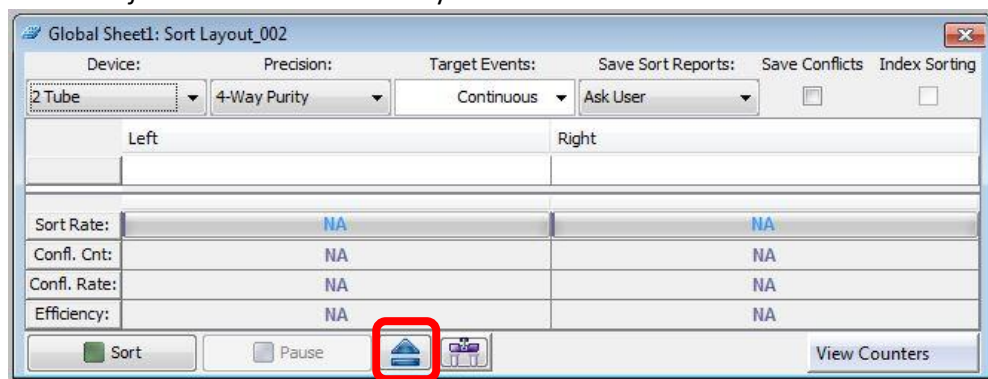 Global Sheet1: Sort Layout_002
Device: Precision: Target Events: Save Sort Reports: Save Conflicts Index Sorting
2 Tube 4-Way Purity Continuous Ask User
Left Right
Sort Rate: NA NA
Confl. Cnt: NA NA
Confl. Rate: NA NA
Efficiency: NA NA
Sort Pause View Counters